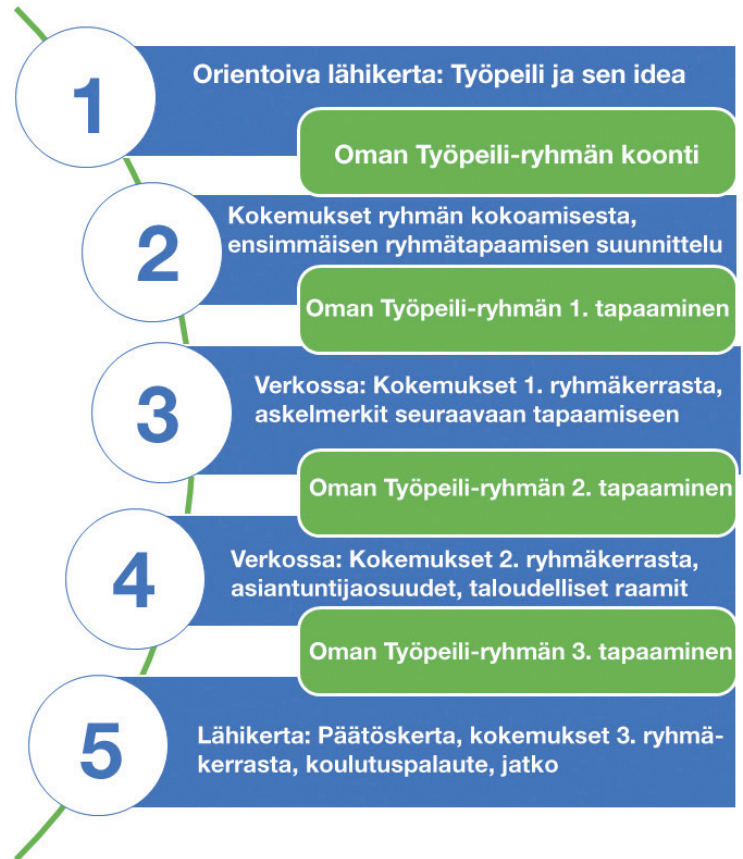 1
Orientoiva lähikerta: Työpeili ja sen idea
Oman Työpeili-ryhmän koonti
2
Kokemukset ryhmän kokoamisesta,
ensimmäisen ryhmätapaamisen suunnittelu
Oman Työpeili-ryhmän 1. tapaaminen
3
Verkossa: Kokemukset 1. ryhmäkerrasta,
askelmerkit seuraavaan tapaamiseen
Oman Työpeili-ryhmän 2. tapaaminen
4
Verkossa: Kokemukset 2. ryhmäkerrasta,
asiantuntijaosuudet, taloudelliset raamit
Oman Työpeili-ryhmän 3. tapaaminen
5
Lähikerta: Päätöskerta, kokemukset 3. ryhmä-
kerrasta, koulutuspalaute, jatko